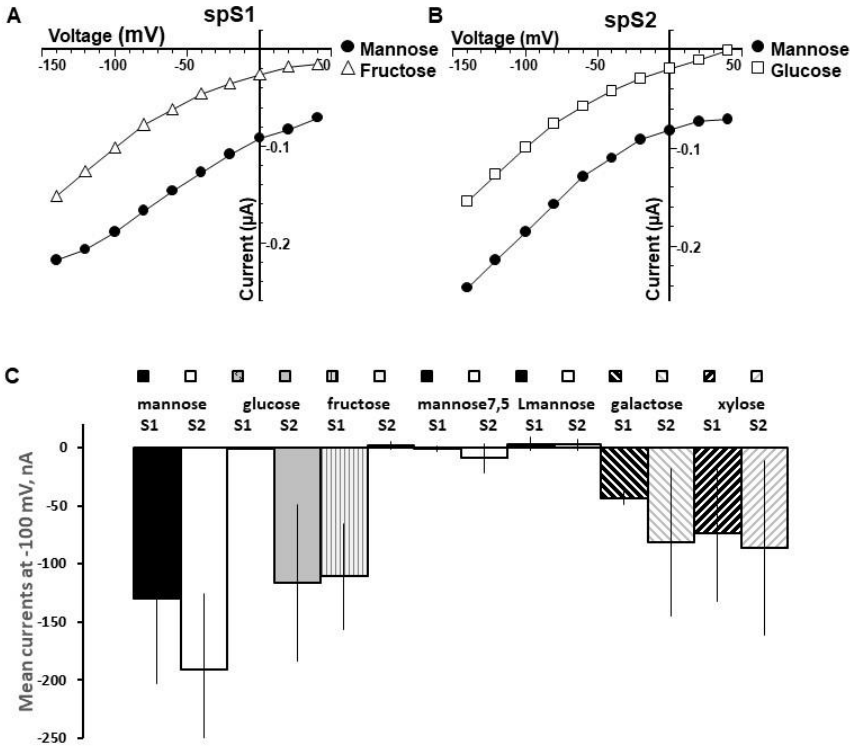 A
spS1
Voltage (mV)
Mannose
Fructose
-150
-100
-50
50
-0.1
-0.2
Current (µA)
B
spS2
Voltage (mV)
Mannose
Glucose
-150
-100
-50
50
-0.1
-0.2
Current (µA)
C
mannose glucose fructose mannose7,5 Lmannose galactose xylose
S1 S2 S1 S2 S1 S2 S1 S2 S1 S2 S1 S2 S1 S2
0
-50
-100
-150
-200
-250
Mean currents at -100 mV, nA